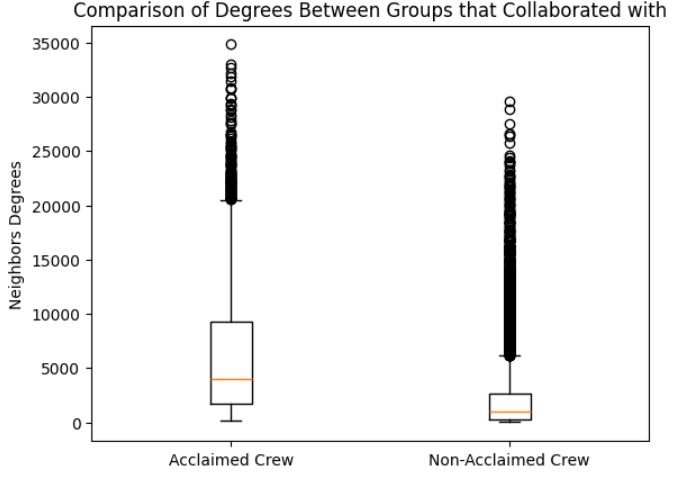 Comparison of Degrees Between Groups that Collaborated with
35000
30000
25000
20000
15000
10000
5000
0
Neighbors Degrees
Acclaimed Crew
Non-Acclaimed Crew